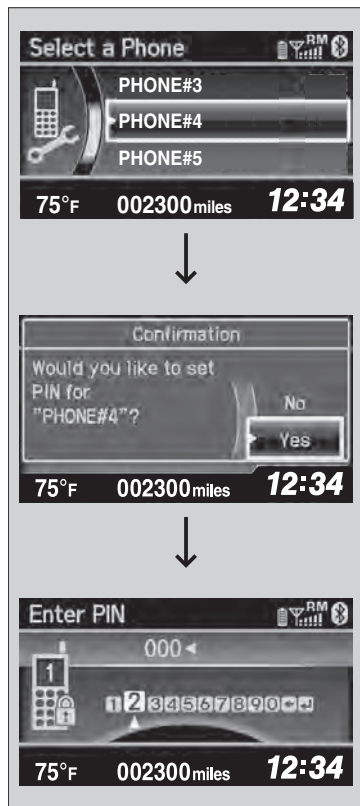 Select a Phone RM
PHONE#3
PHONE#4
PHONE#5
75°F 002300 miles 12:34
Confirmation
Would you like to set
PIN for
"PHONE#4"?
No
Yes
75°F 002300 miles 12:34
Enter PIN RM
000
1
1234567890
75°F 002300 miles 12:34